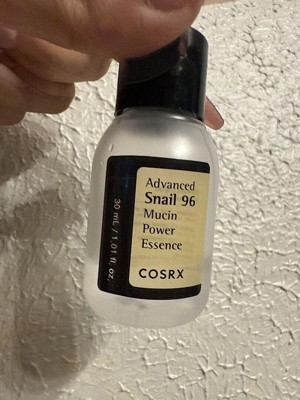 Advanced
Snail 96
Mucin
Power
Essence
COSRX
30 mL / 1.01 fl. oz.